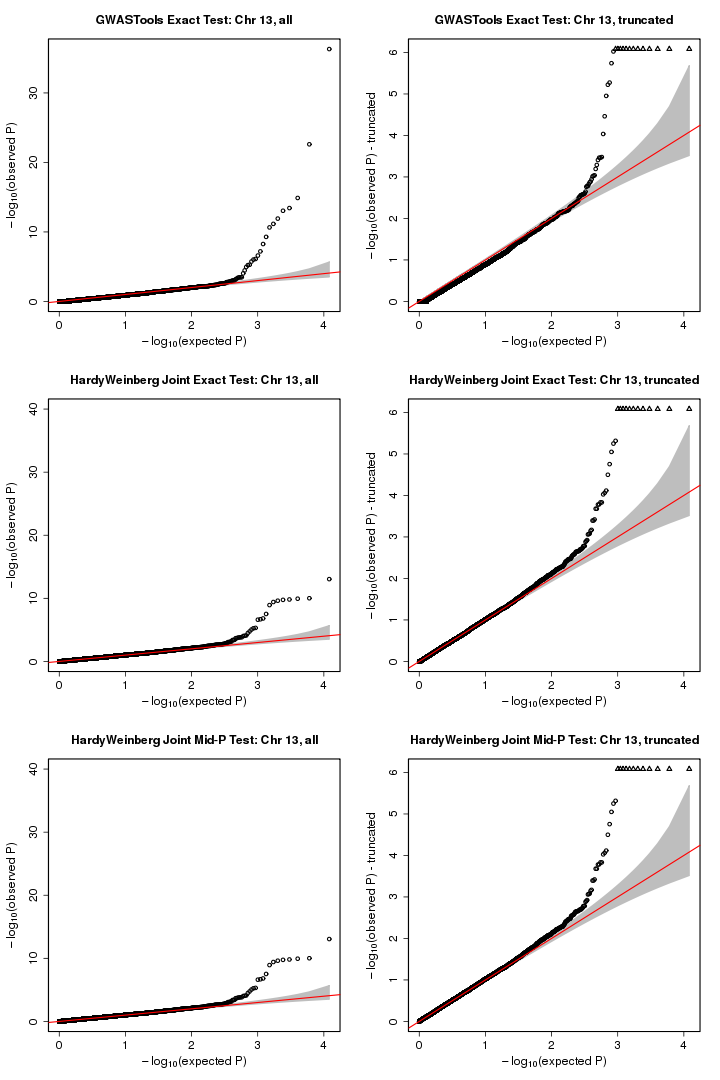 GWASTools Exact Test: Chr 13, all
− log10(observed P)
0 10 20 30
0 1 2 3 4
− log10(expected P)
GWASTools Exact Test: Chr 13, truncated
− log10(observed P) - truncated
0 1 2 3 4 5 6
0 1 2 3 4
− log10(expected P)
HardyWeinberg Joint Exact Test: Chr 13, all
− log10(observed P)
0 10 20 30 40
0 1 2 3 4
− log10(expected P)
HardyWeinberg Joint Exact Test: Chr 13, truncated
− log10(observed P) - truncated
0 1 2 3 4 5 6
0 1 2 3 4
− log10(expected P)
HardyWeinberg Joint Mid-P Test: Chr 13, all
− log10(observed P)
0 10 20 30 40
0 1 2 3 4
− log10(expected P)
HardyWeinberg Joint Mid-P Test: Chr 13, truncated
− log10(observed P) - truncated
0 1 2 3 4 5 6
0 1 2 3 4
− log10(expected P)